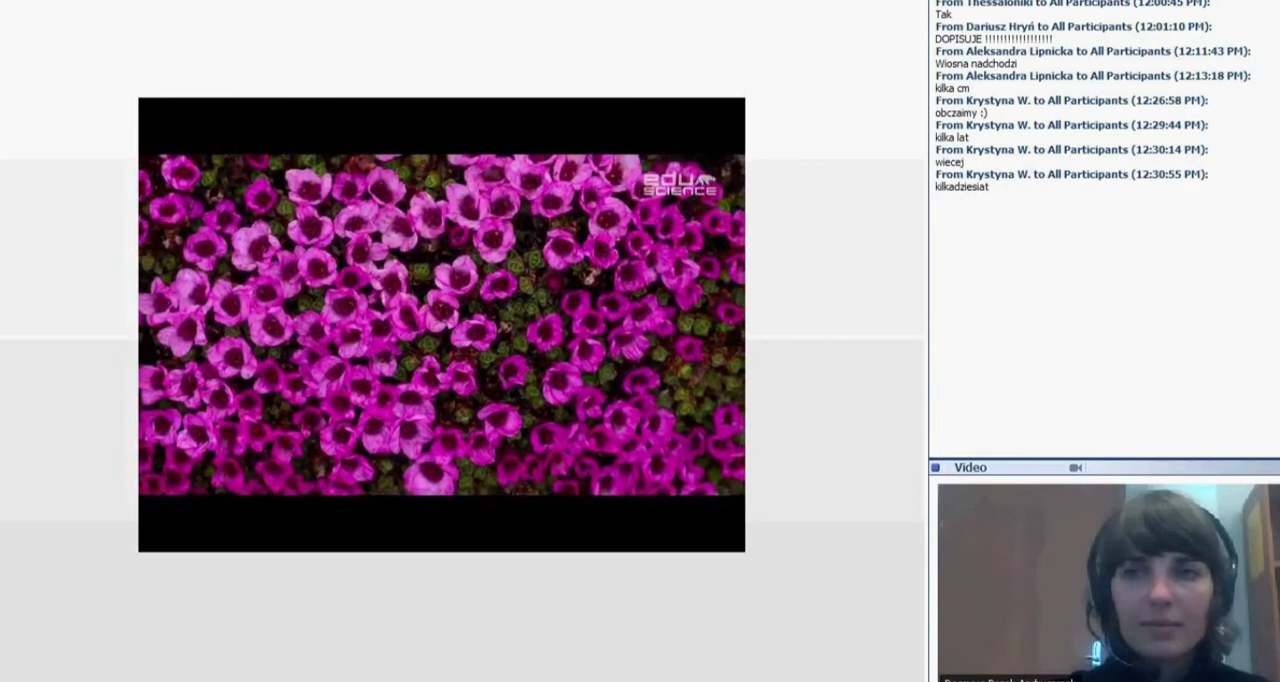 From Thessaloniki to All Participants (12:00:45 PM):
Tak
From Dariusz Hryń to All Participants (12:01:10 PM):
DOPISUJE !!!!!!!!!!!!!!!!!!
From Aleksandra Lipnicka to All Participants (12:11:43 PM):
Wiosna nadchodzi
From Aleksandra Lipnicka to All Participants (12:13:18 PM):
kilka cm
From Krystyna W. to All Participants (12:26:58 PM):
obczaimy :)
From Krystyna W. to All Participants (12:29:44 PM):
kilka lat
From Krystyna W. to All Participants (12:30:14 PM):
wiecej
From Krystyna W. to All Participants (12:30:55 PM):
kilkadziesiat
edu
SCIENCE
Video